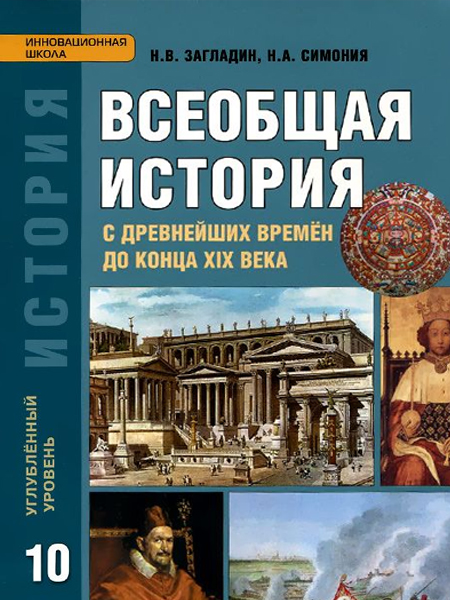 ИННОВАЦИОННАЯ
ШКОЛА
Н.В. ЗАГЛАДИН, Н.А. СИМОНИЯ
ВСЕОБЩАЯ
ИСТОРИЯ
С ДРЕВНЕЙШИХ ВРЕМЁН
ДО КОНЦА XIX ВЕКА
ИСТОРИЯ
УГЛУБЛЁННЫЙ
УРОВЕНЬ
10